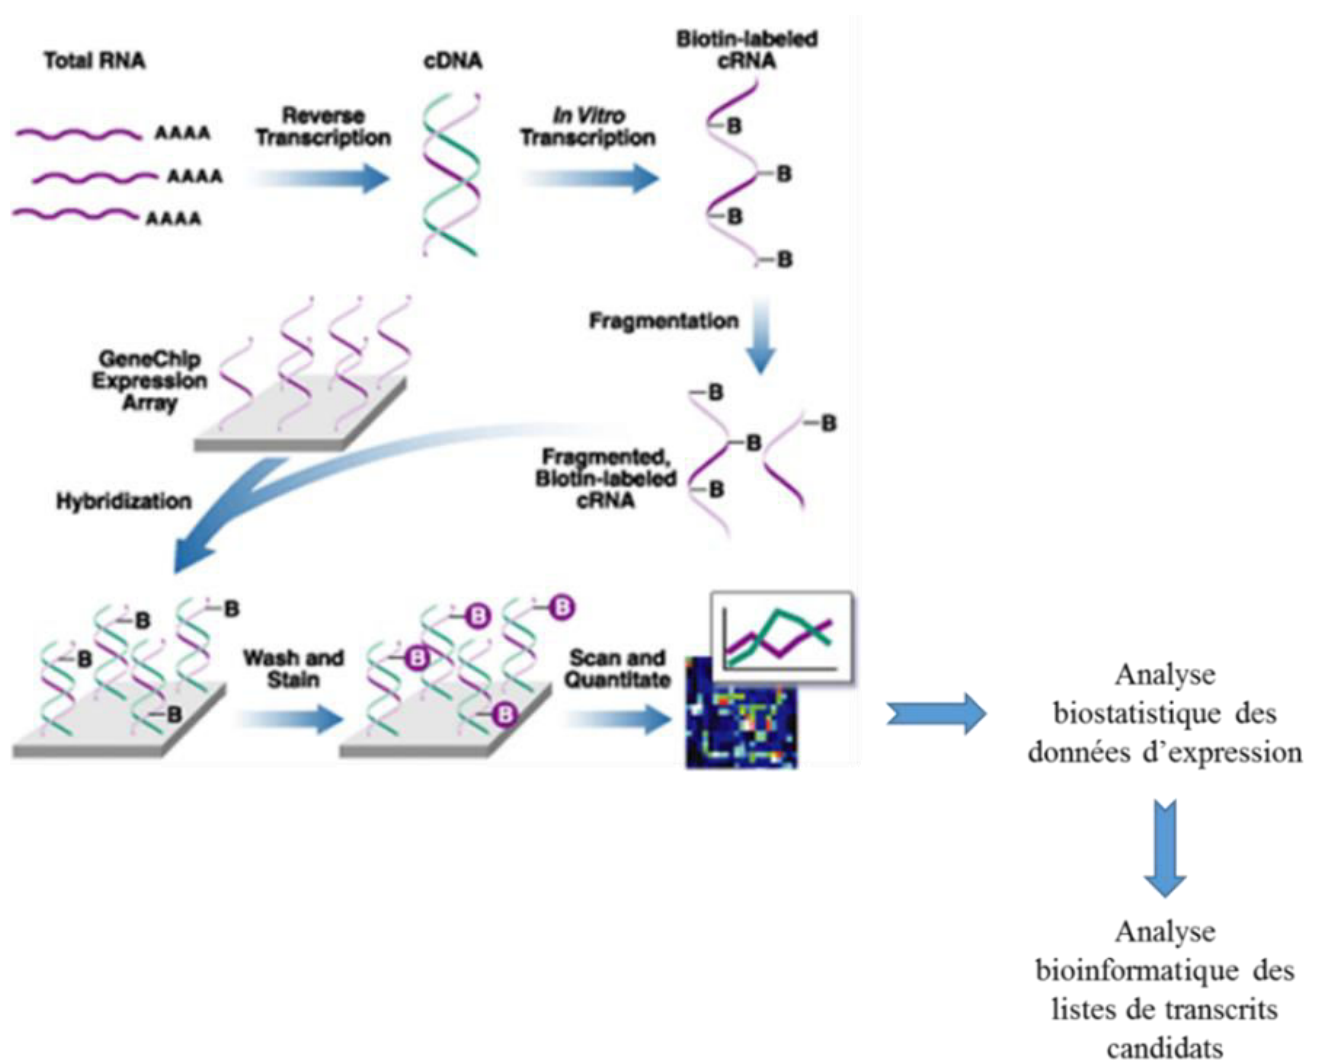 Total RNA
AAAA
AAAA
AAAA
Reverse
Transcription
cDNA
In Vitro
Transcription
Biotin-labeled
cRNA
B
B
B
B
Fragmentation
GeneChip
Expression
Array
B
B
B
B
Fragmented,
Biotin-labeled
cRNA
Hybridization
B
B
B
B
Wash and
Stain
B
B
B
B
Scan and
Quantitate
Analyse
biostatistique des
données d’expression
Analyse
bioinformatique des
listes de transcrits
candidats